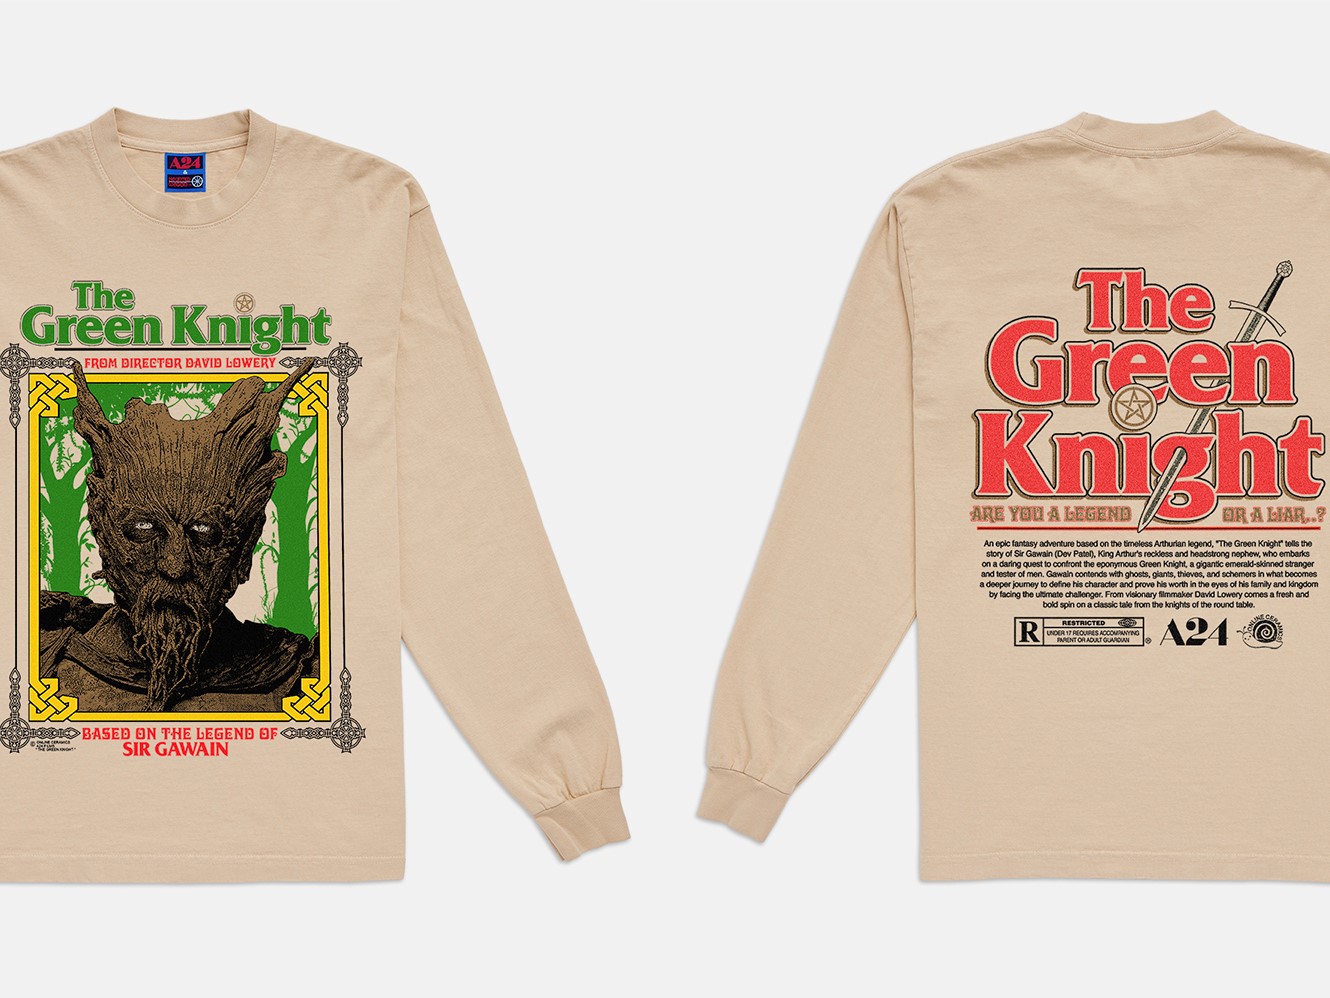 A24
&
The
Green Knight
FROM DIRECTOR DAVID LOWERY
BASED ON THE LEGEND OF
SIR GAWAIN
© ONLINE CERAMICS
A24 FILMS
"THE GREEN KNIGHT"
The
Green
Knight
ARE YOU A LEGEND OR A LIAR..?
An epic fantasy adventure based on the timeless Arthurian legend, "The Green Knight" tells the
story of Sir Gawain (Dev Patel), King Arthur's reckless and headstrong nephew, who embarks
on a daring quest to confront the eponymous Green Knight, a gigantic emerald-skinned stranger
and tester of men. Gawain contends with ghosts, giants, thieves, and schemers in what becomes
a deeper journey to define his character and prove his worth in the eyes of his family and kingdom
by facing the ultimate challenger. From visionary filmmaker David Lowery comes a fresh and
bold spin on a classic tale from the knights of the round table.
R RESTRICTED
UNDER 17 REQUIRES ACCOMPANYING
PARENT OR ADULT GUARDIAN ®
A24
ONLINE CERAMICS